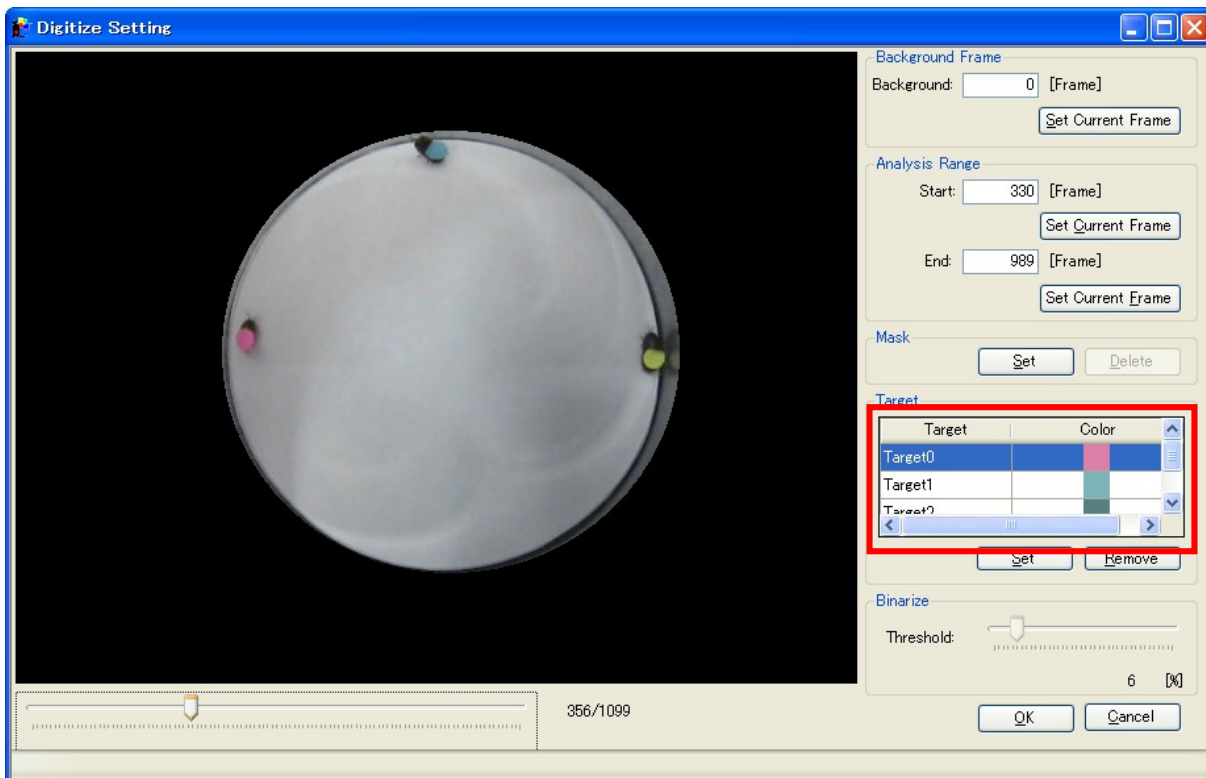 Digitize Setting
Background Frame
Background: 0 [Frame]
Set Current Frame
Analysis Range
Start: 330 [Frame]
Set Current Frame
End: 989 [Frame]
Set Current Frame
Mask
Set Delete
Target
Target Color
Target0
Target1
Target2
Set Remove
Binarize
Threshold:
6 [%]
356/1099
OK Cancel